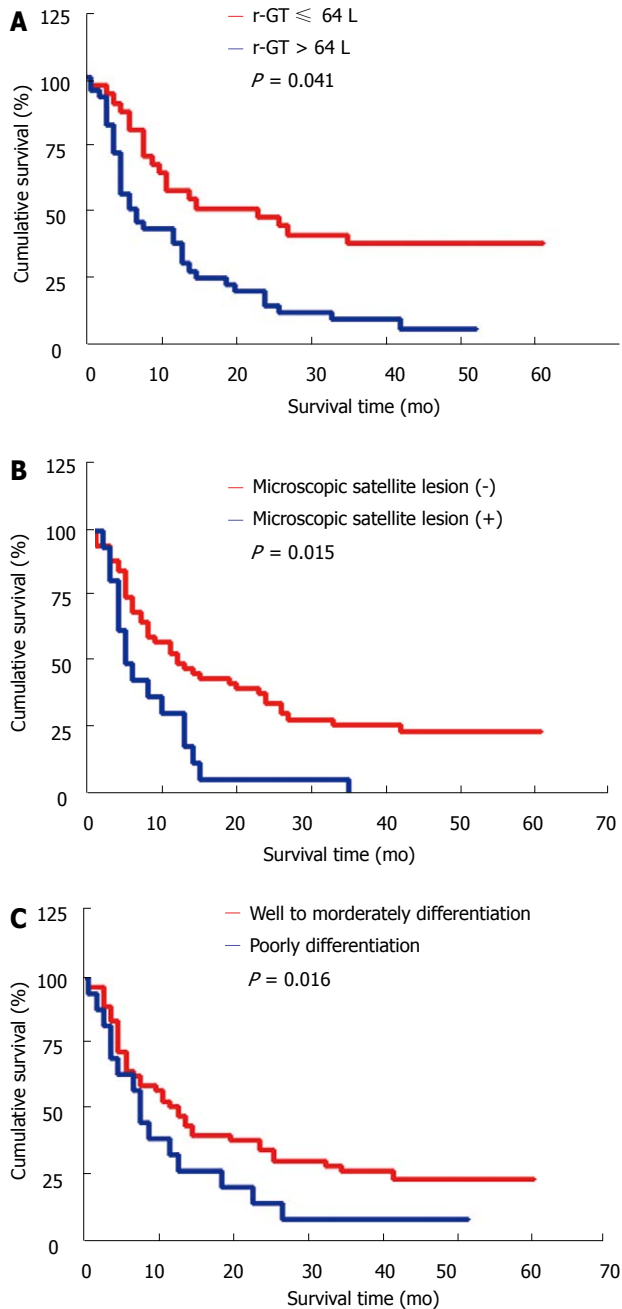 A
125
r-GT ≤ 64 L
r-GT > 64 L
P = 0.041
100
75
50
25
0
Cumulative survival (%)
0 10 20 30 40 50 60
Survival time (mo)
B
125
Microscopic satellite lesion (-)
Microscopic satellite lesion (+)
P = 0.015
100
75
50
25
0
Cumulative survival (%)
0 10 20 30 40 50 60 70
Survival time (mo)
C
125
Well to morderately differentiation
Poorly differentiation
P = 0.016
100
75
50
25
0
Cumulative survival (%)
0 10 20 30 40 50 60 70
Survival time (mo)